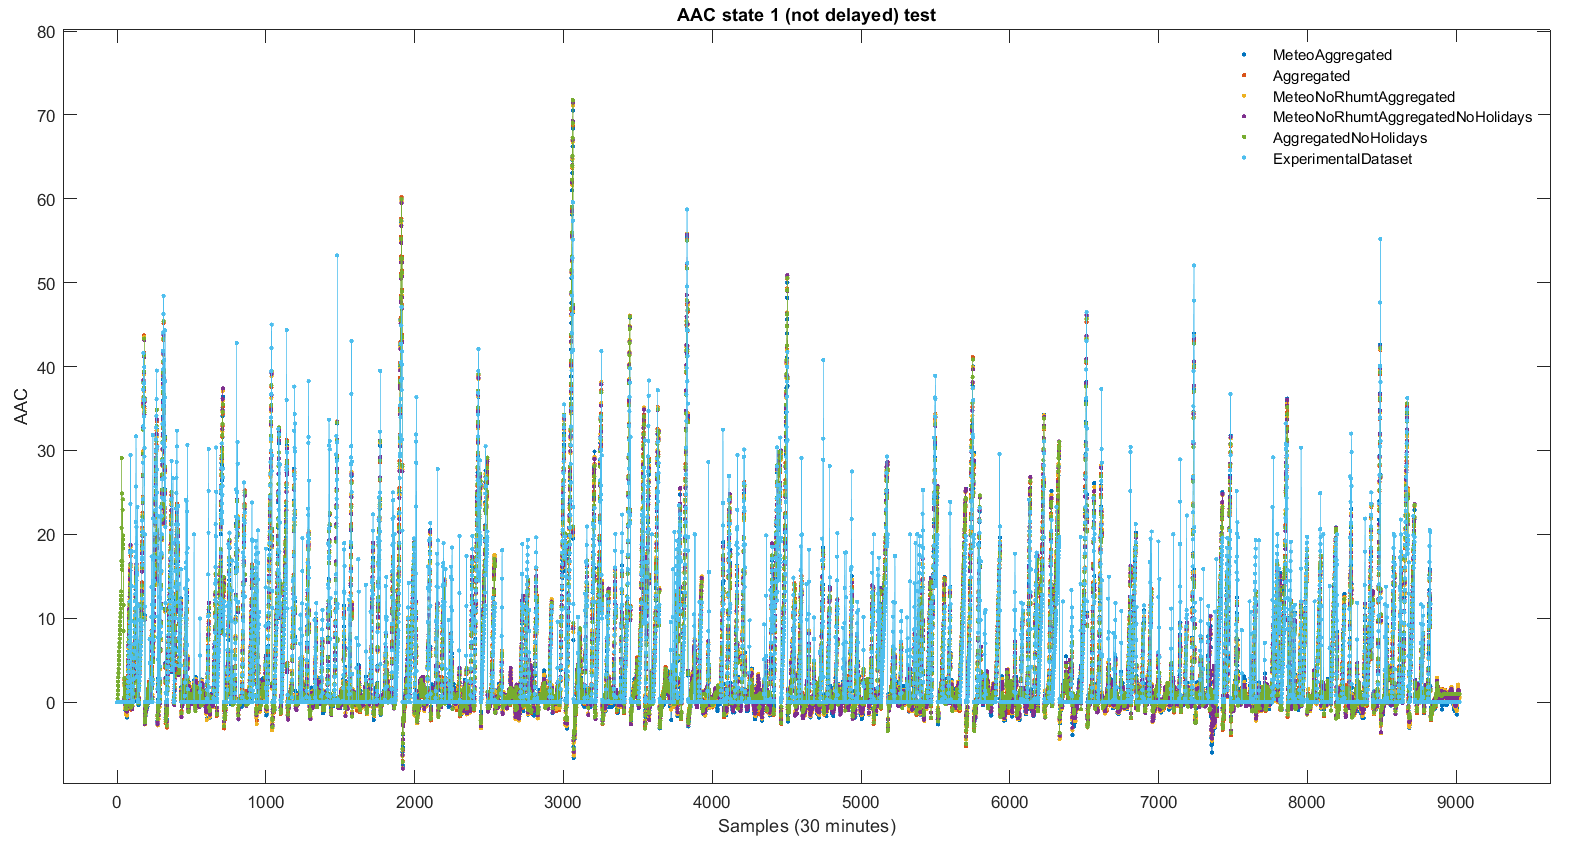 AAC state 1 (not delayed) test
80
70
60
50
40
30
20
10
0
AAC
MeteoAggregated
Aggregated
MeteoNoRhumtAggregated
MeteoNoRhumtAggregatedNoHolidays
AggregatedNoHolidays
ExperimentalDataset
0 1000 2000 3000 4000 5000 6000 7000 8000 9000
Samples (30 minutes)